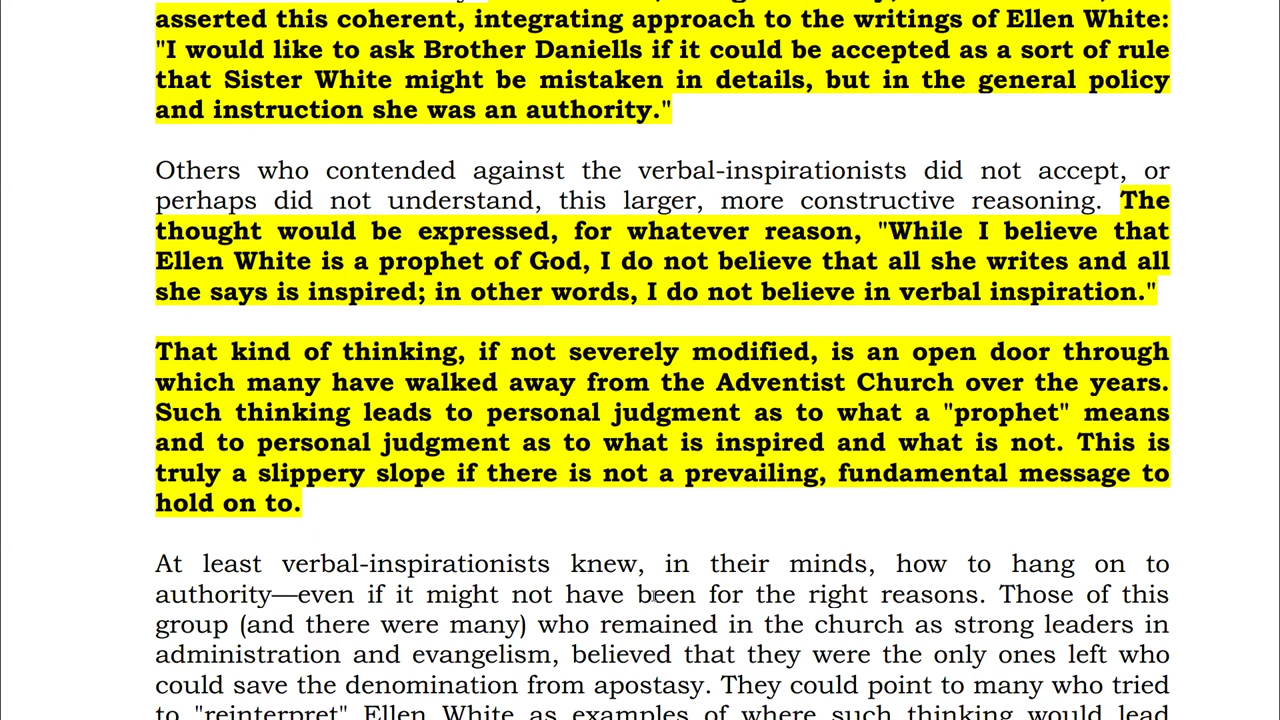 asserted this coherent, integrating approach to the writings of Ellen White:
"I would like to ask Brother Daniells if it could be accepted as a sort of rule
that Sister White might be mistaken in details, but in the general policy
and instruction she was an authority."
Others who contended against the verbal-inspirationists did not accept, or
perhaps did not understand, this larger, more constructive reasoning. The
thought would be expressed, for whatever reason, "While I believe that
Ellen White is a prophet of God, I do not believe that all she writes and all
she says is inspired; in other words, I do not believe in verbal inspiration."
That kind of thinking, if not severely modified, is an open door through
which many have walked away from the Adventist Church over the years.
Such thinking leads to personal judgment as to what a "prophet" means
and to personal judgment as to what is inspired and what is not. This is
truly a slippery slope if there is not a prevailing, fundamental message to
hold on to.
At least verbal-inspirationists knew, in their minds, how to hang on to
authority—even if it might not have been for the right reasons. Those of this
group (and there were many) who remained in the church as strong leaders in
administration and evangelism, believed that they were the only ones left who
could save the denomination from apostasy. They could point to many who tried
to "reinterpret" Ellen White as examples of where such thinking would lead